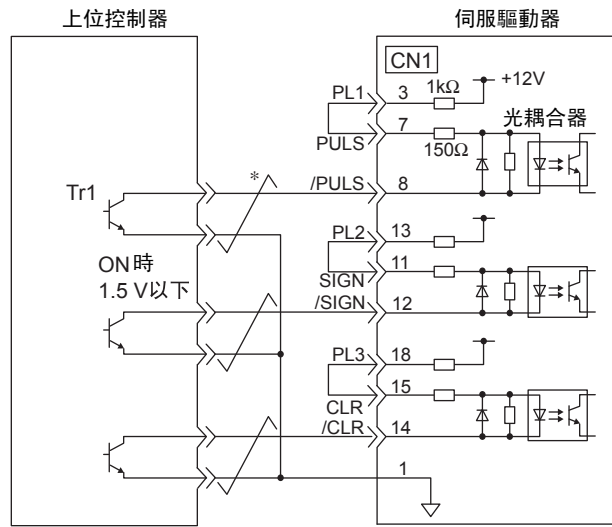 上位控制器
伺服驅動器
CN1
PL1 3 1kΩ +12V
光耦合器
PULS 7 150Ω
Tr1 * /PULS 8
PL2 13
ON時
1.5 V以下
SIGN 11
/SIGN 12
PL3 18
CLR 15
/CLR 14
1